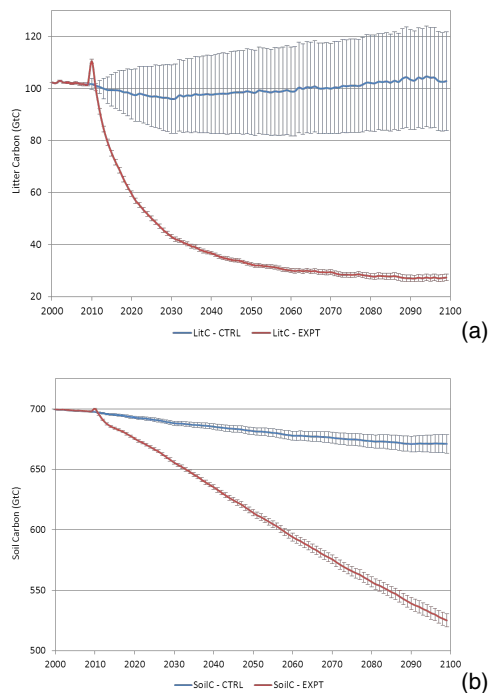 120
100
80
60
40
20
Litter Carbon (GtC)
2000 2010 2020 2030 2040 2050 2060 2070 2080 2090 2100
LitC - CTRL LitC - EXPT
(a)
700
650
600
550
500
Soil Carbon (GtC)
2000 2010 2020 2030 2040 2050 2060 2070 2080 2090 2100
SoilC - CTRL SoilC - EXPT
(b)